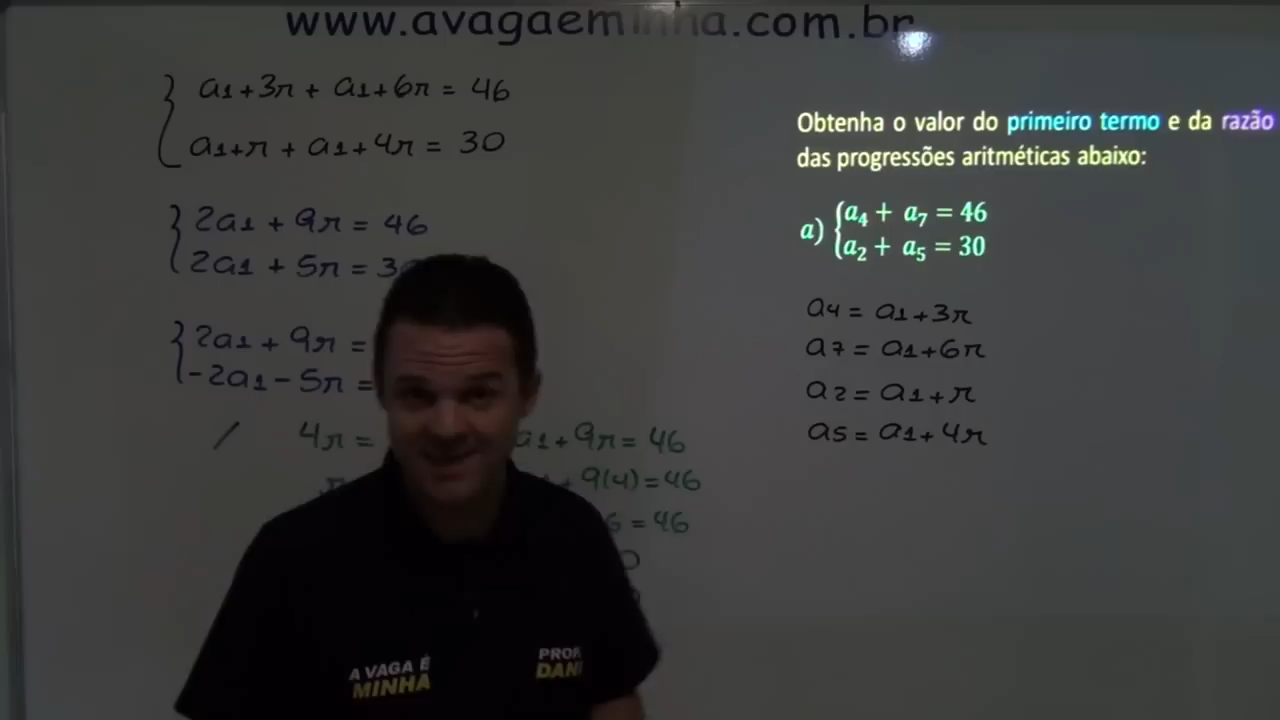 www.avagaeminha.com.br
a1+3r + a1+6r = 46
a1+r + a1+4r = 30
2a1 + 9r = 46
2a1 + 5r = 3
2a1 + 9r =
-2a1 - 5r =
4r =
a1 + 9r = 46
+ 9(4) = 46
6 = 46
0
Obtenha o valor do primeiro termo e da razão
das progressões aritméticas abaixo:
a) {a4 + a7 = 46
{a2 + a5 = 30
a4 = a1+3r
a7 = a1+6r
a2 = a1+r
a5 = a1+4r
A VAGA É
MINHA
PROF.
DANI